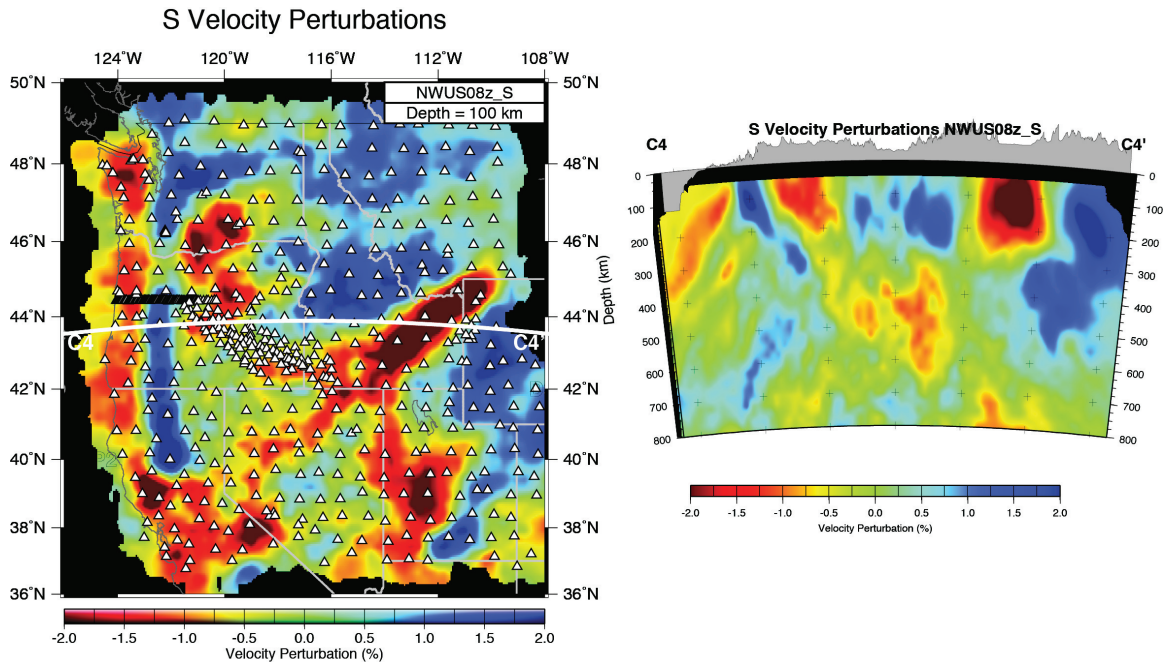 S Velocity Perturbations
124˚W 120˚W 116˚W 112˚W 108˚W
50˚N 50˚N
NWUS08z_S
Depth = 100 km
48˚N 48˚N
46˚N 46˚N
44˚N 44˚N
C4 C4'
42˚N 42˚N
40˚N 40˚N
38˚N 38˚N
36˚N 36˚N
-2.0 -1.5 -1.0 -0.5 0.0 0.5 1.0 1.5 2.0
Velocity Perturbation (%)
S Velocity Perturbations NWUS08z_S
C4 C4'
0 0
100 100
200 200
300 300
400 400
500 500
600 600
700 700
800 800
Depth (km)
-2.0 -1.5 -1.0 -0.5 0.0 0.5 1.0 1.5 2.0
Velocity Perturbation (%)